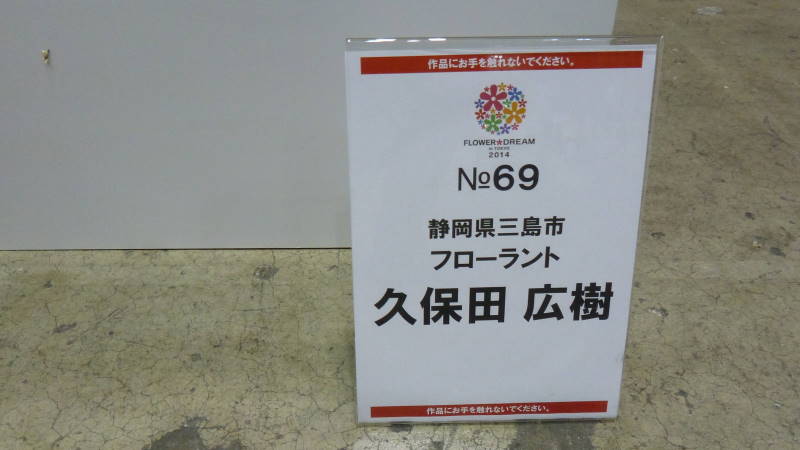 作品にお手を触れないでください。
FLOWER★DREAM
in TOKYO
2014
№69
静岡県三島市
フローラント
久保田 広樹
作品にお手を触れないでください。